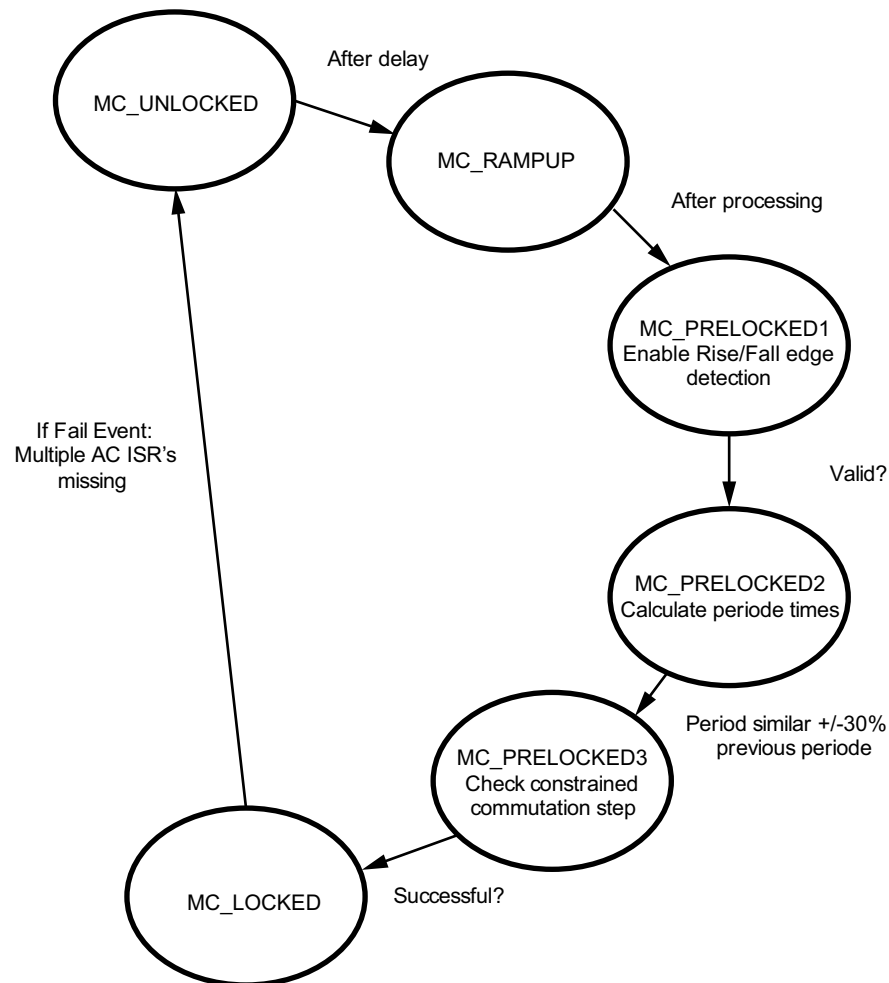 After delay
MC_UNLOCKED
MC_RAMPUP
After processing
MC_PRELOCKED1
Enable Rise/Fall edge
detection
If Fail Event:
Multiple AC ISR's
missing
Valid?
MC_PRELOCKED2
Calculate periode times
Period similar +/-30%
previous periode
MC_PRELOCKED3
Check constrained
commutation step
Successful?
MC_LOCKED